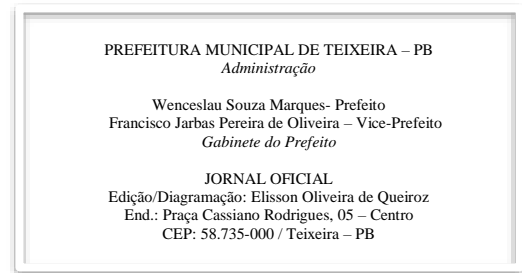 PREFEITURA MUNICIPAL DE TEIXEIRA – PB
Administração
Wenceslau Souza Marques- Prefeito
Francisco Jarbas Pereira de Oliveira – Vice-Prefeito
Gabinete do Prefeito
JORNAL OFICIAL
Edição/Diagramação: Elisson Oliveira de Queiroz
End.: Praça Cassiano Rodrigues, 05 – Centro
CEP: 58.735-000 / Teixeira – PB